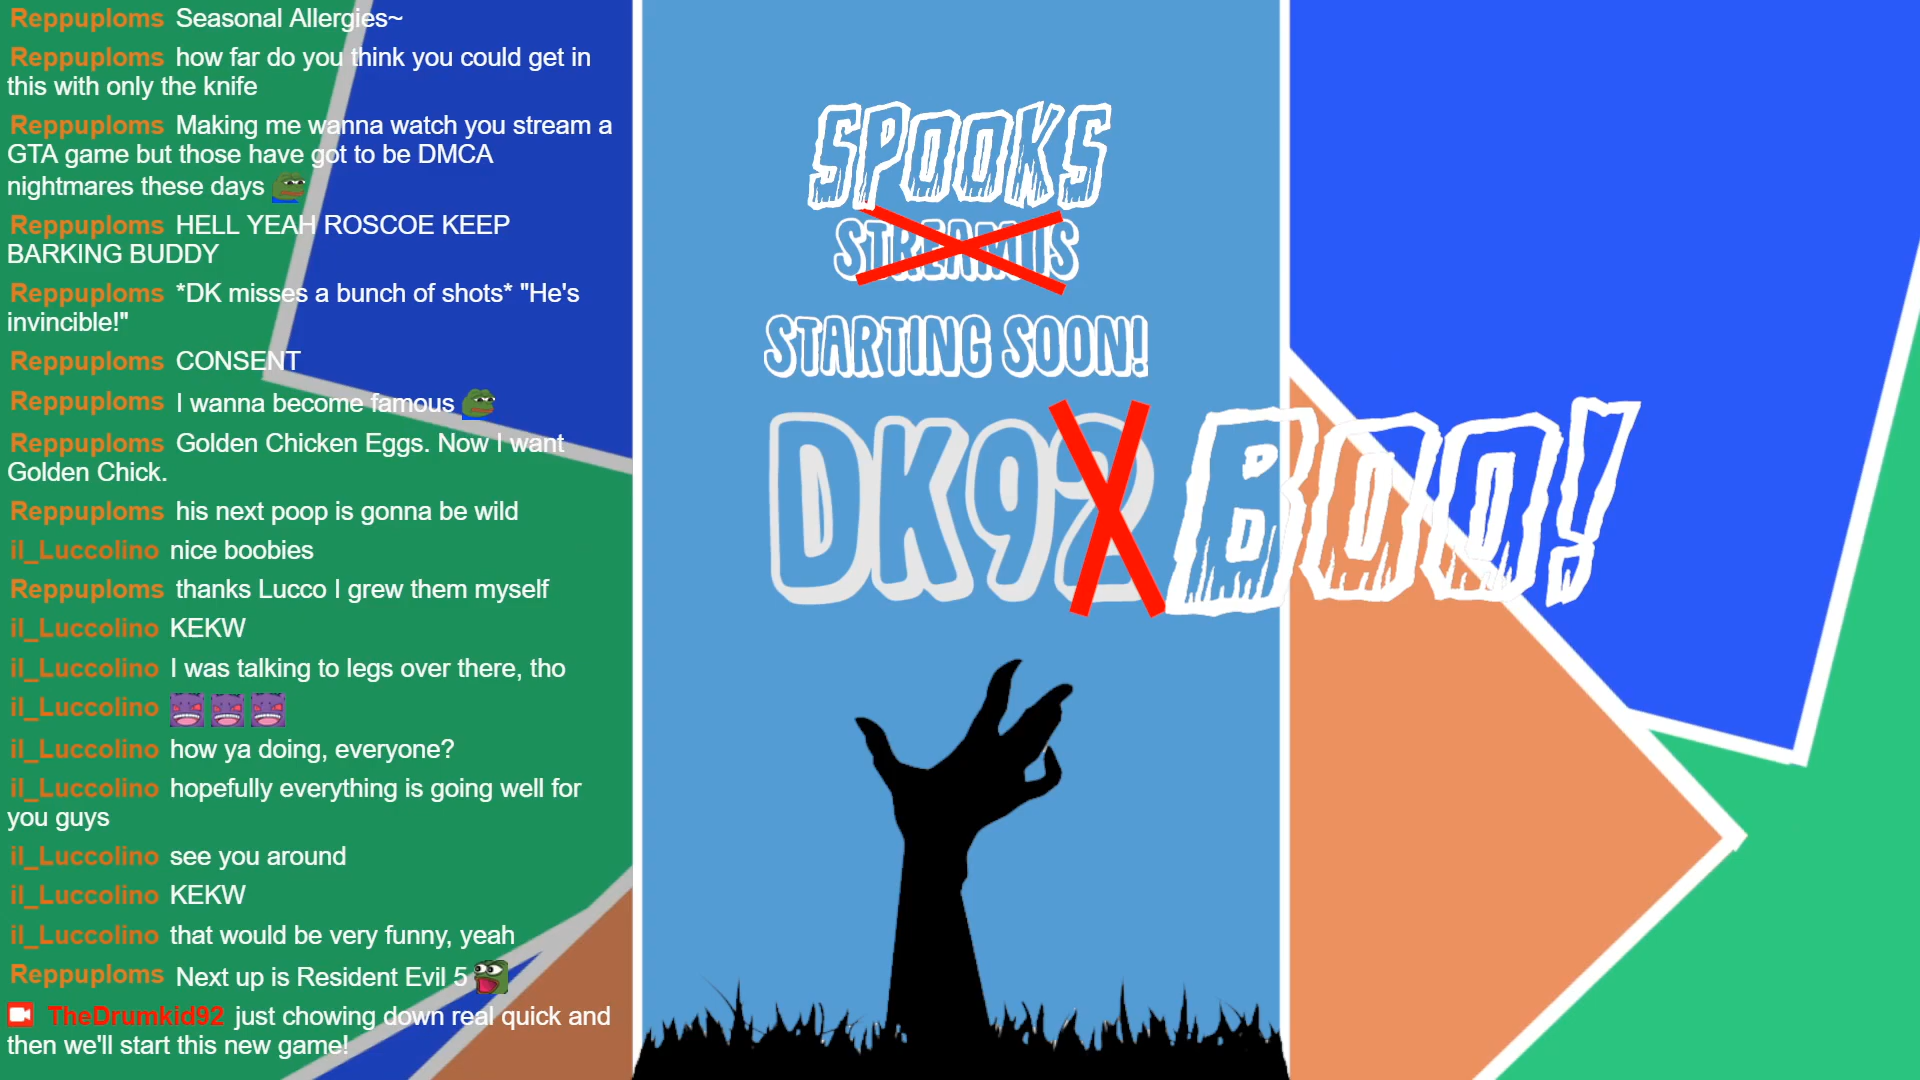 Reppuploms Seasonal Allergies~
Reppuploms how far do you think you could get in
this with only the knife
Reppuploms Making me wanna watch you stream a
GTA game but those have got to be DMCA
nightmares these days
Reppuploms HELL YEAH ROSCOE KEEP
BARKING BUDDY
Reppuploms *DK misses a bunch of shots* "He's
invincible!"
Reppuploms CONSENT
Reppuploms I wanna become famous
Reppuploms Golden Chicken Eggs. Now I want
Golden Chick.
Reppuploms his next poop is gonna be wild
il_Luccolino nice boobies
Reppuploms thanks Lucco I grew them myself
il_Luccolino KEKW
il_Luccolino I was talking to legs over there, tho
il_Luccolino
il_Luccolino how ya doing, everyone?
il_Luccolino hopefully everything is going well for
you guys
il_Luccolino see you around
il_Luccolino KEKW
il_Luccolino that would be very funny, yeah
Reppuploms Next up is Resident Evil 5
TheDrumkid92 just chowing down real quick and
then we'll start this new game!
SPOOKS
STREAM IS
STARTING SOON!
DK92 BOO!